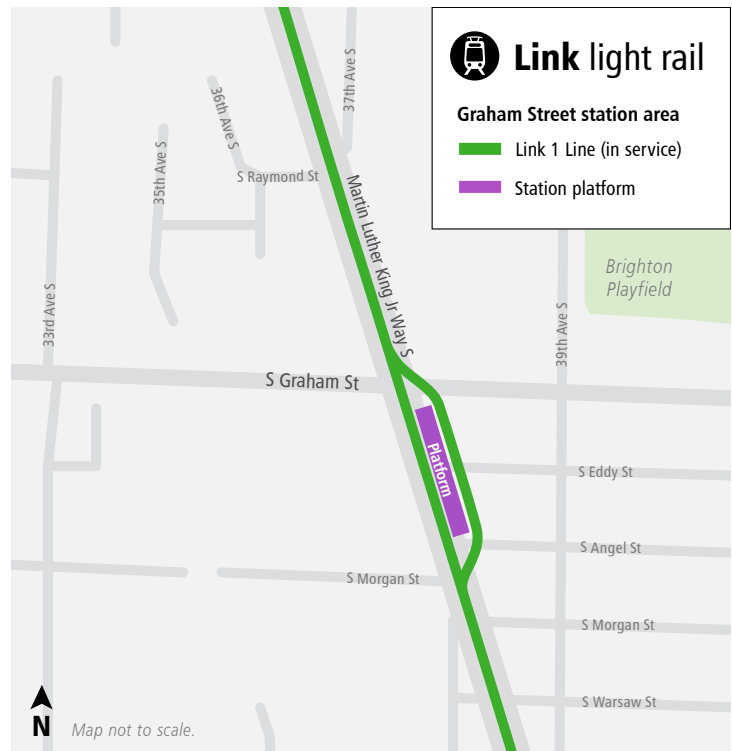 Link light rail
Graham Street station area
Link 1 Line (in service)
Station platform
37th Ave S
36th Ave S
35th Ave S
S Raymond St
Martin Luther King Jr Way S
Brighton
Playfield
33rd Ave S
39th Ave S
S Graham St
Platform
S Eddy St
S Angel St
S Morgan St
S Morgan St
S Warsaw St
N
Map not to scale.